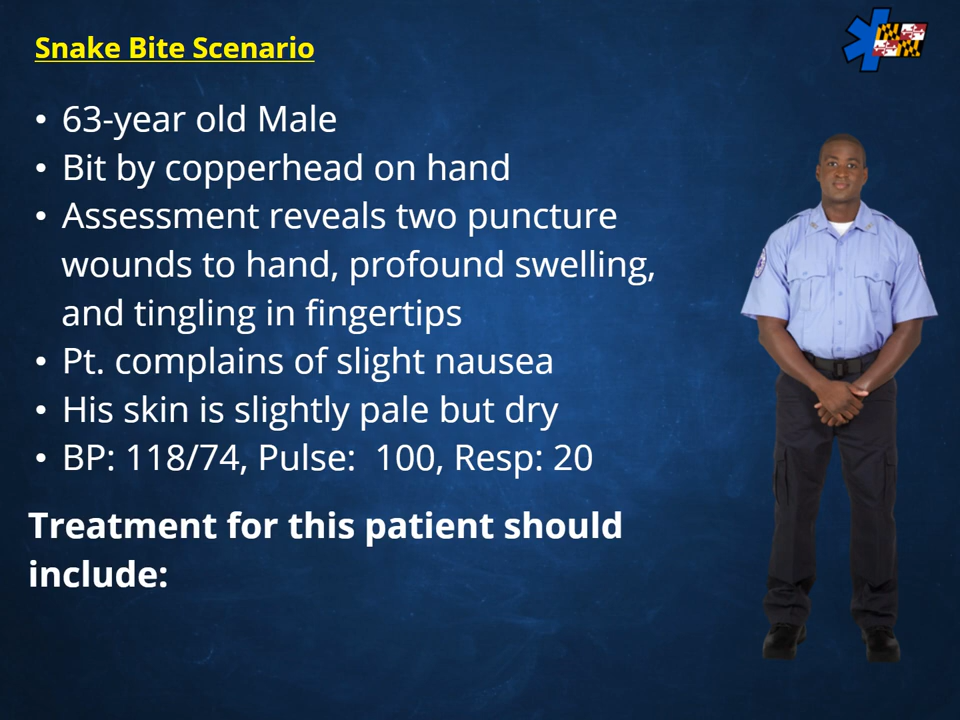 Snake Bite Scenario
• 63-year old Male
• Bit by copperhead on hand
• Assessment reveals two puncture
wounds to hand, profound swelling,
and tingling in fingertips
• Pt. complains of slight nausea
• His skin is slightly pale but dry
• BP: 118/74, Pulse:  100, Resp: 20
Treatment for this patient should
include: